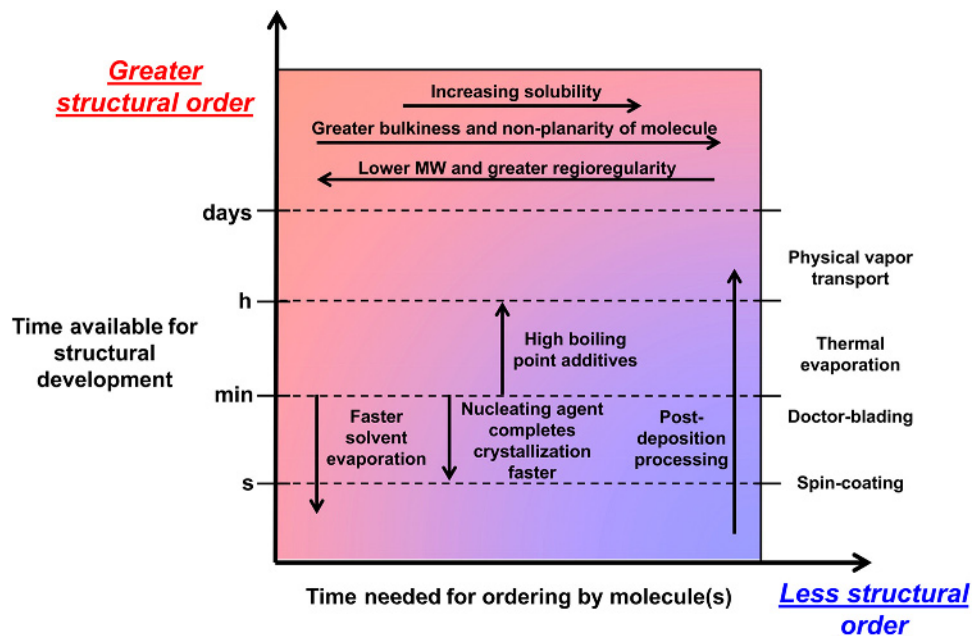 Greater
structural order
Increasing solubility
Greater bulkiness and non-planarity of molecule
Lower MW and greater regioregularity
days
h
min
s
Time available for
structural
development
High boiling
point additives
Faster
solvent
evaporation
Nucleating agent
completes
crystallization
faster
Post-
deposition
processing
Physical vapor
transport
Thermal
evaporation
Doctor-blading
Spin-coating
Time needed for ordering by molecule(s)
Less structural
order